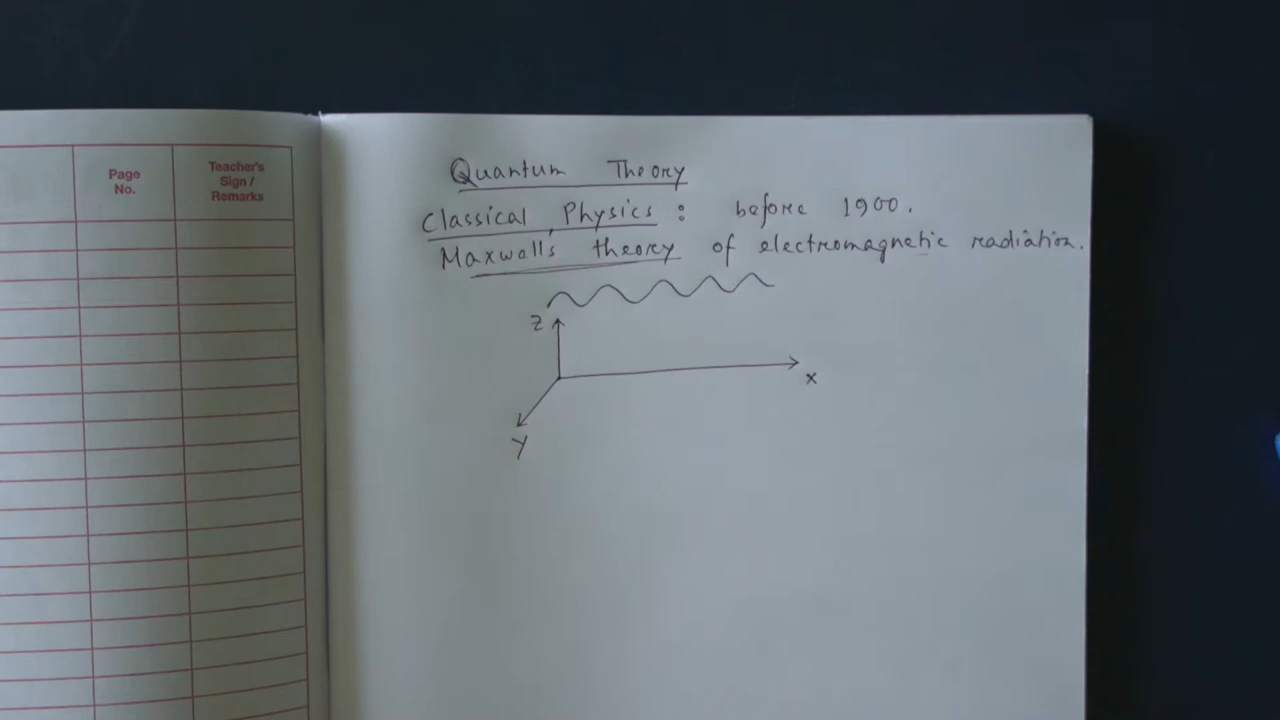 Page
No.
Teacher's
Sign /
Remarks
Quantum Theory
Classical Physics : before 1900.
Maxwells theory of electromagnetic radiation.
Z
X
Y